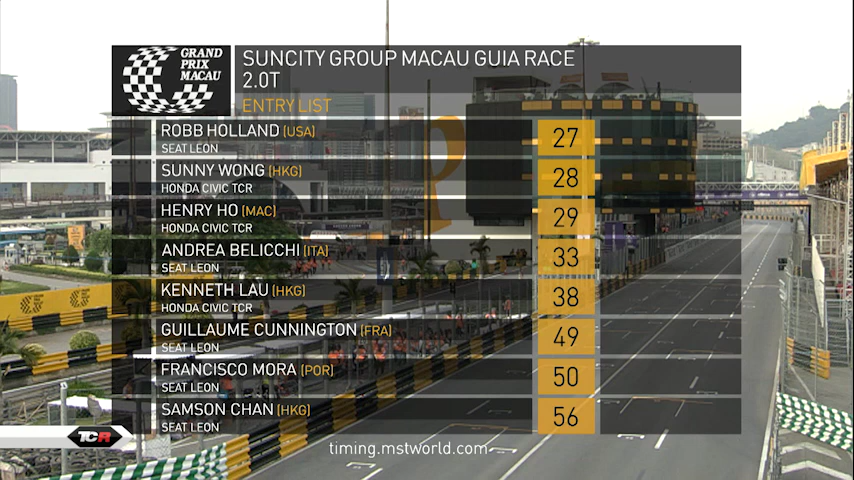 GRAND
PRIX
MACAU
SUNCITY GROUP MACAU GUIA RACE
2.0T
ENTRY LIST
ROBB HOLLAND (USA)
SEAT LEON
27
SUNNY WONG (HKG)
HONDA CIVIC TCR
28
HENRY HO (MAC)
HONDA CIVIC TCR
29
ANDREA BELICCHI (ITA)
SEAT LEON
33
KENNETH LAU (HKG)
HONDA CIVIC TCR
38
GUILLAUME CUNNINGTON (FRA)
SEAT LEON
49
FRANCISCO MORA (POR)
SEAT LEON
50
SAMSON CHAN (HKG)
SEAT LEON
56
TCR
timing.mstworld.com